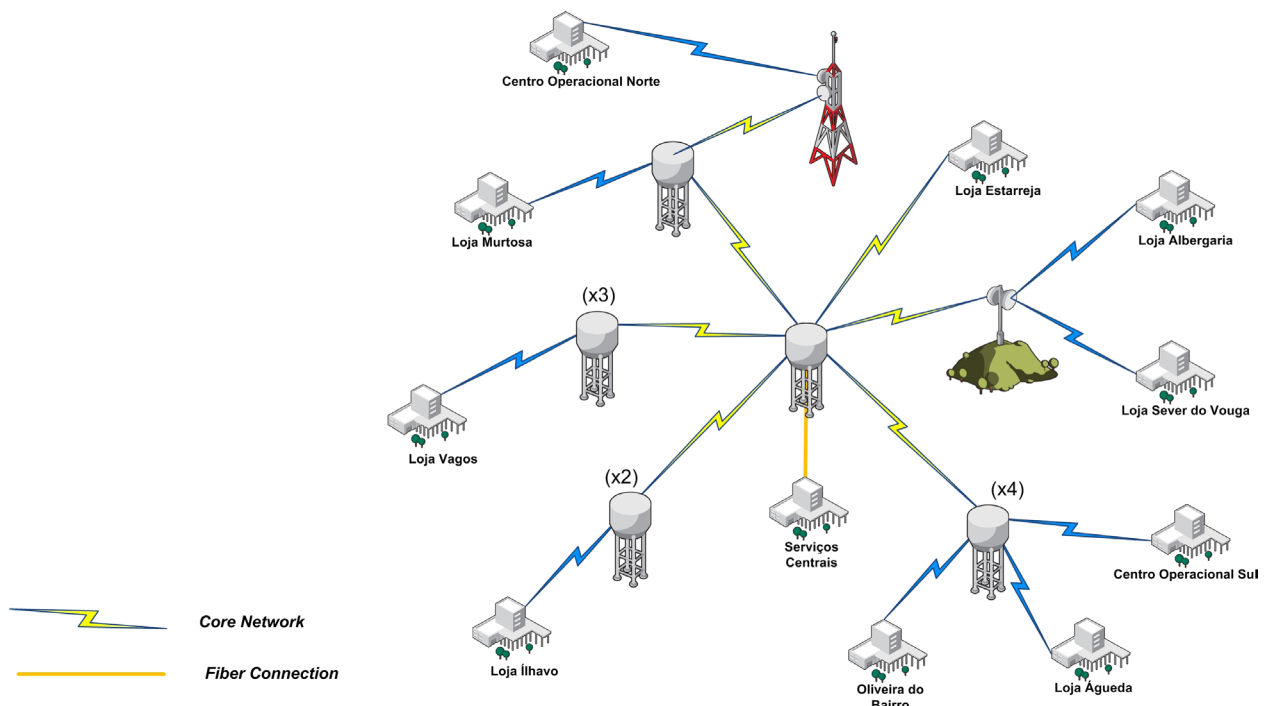 Centro Operacional Norte
Loja Estarreja
Loja Murtosa
Loja Albergaria
(x3)
Loja Sever do Vouga
Loja Vagos
(x2)
(x4)
Serviços
Centrais
Centro Operacional Sul
Core Network
Loja Ílhavo
Fiber Connection
Oliveira do
Bairro
Loja Águeda